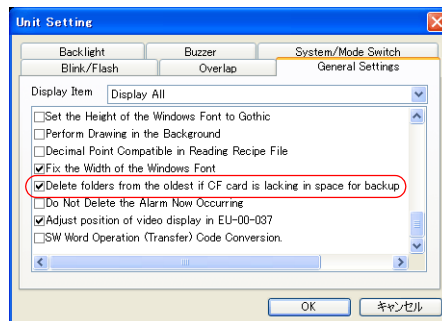 Unit Setting
Backlight Buzzer System/Mode Switch
Blink/Flash Overlap General Settings
Display Item Display All
Set the Height of the Windows Font to Gothic
Perform Drawing in the Background
Decimal Point Compatible in Reading Recipe File
Fix the Width of the Windows Font
Delete folders from the oldest if CF card is lacking in space for backup
Do Not Delete the Alarm Now Occurring
Adjust position of video display in EU-00-037
SW Word Operation (Transfer) Code Conversion.
OK キャンセル